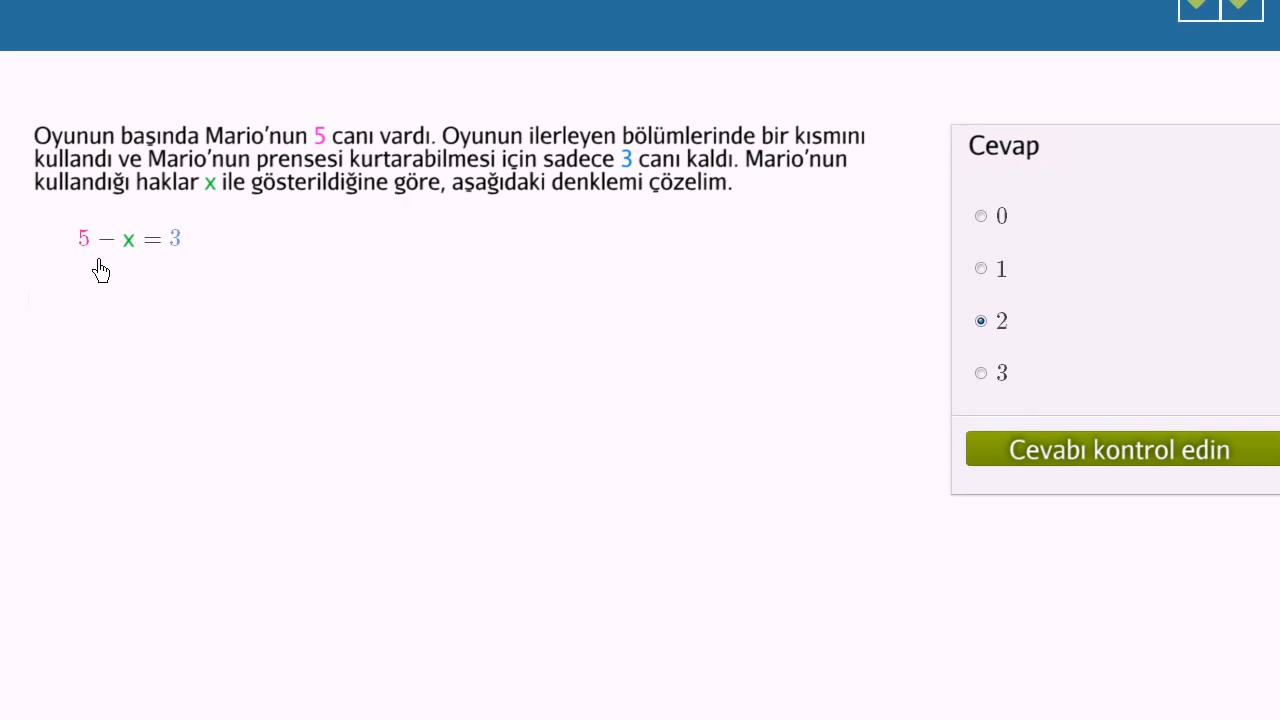 Oyunun başında Mario'nun 5 canı vardı. Oyunun ilerleyen bölümlerinde bir kısmını
kullandı ve Mario'nun prensesi kurtarabilmesi için sadece 3 canı kaldı. Mario'nun
kullandığı haklar x ile gösterildiğine göre, aşağıdaki denklemi çözelim.
5 − x = 3
Cevap
0
1
2
3
Cevabı kontrol edin